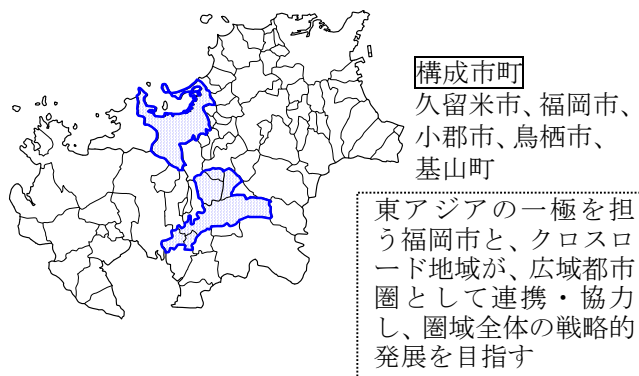 構成市町
久留米市、福岡市、
小郡市、鳥栖市、
基山町
東アジアの一極を担
う福岡市と、クロスロ
ード地域が、広域都市
圏として連携・協力
し、圏域全体の戦略的
発展を目指す